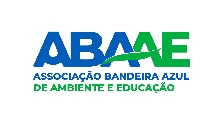 ABAAE
ASSOCIAÇÃO BANDEIRA AZUL
DE AMBIENTE E EDUCAÇÃO